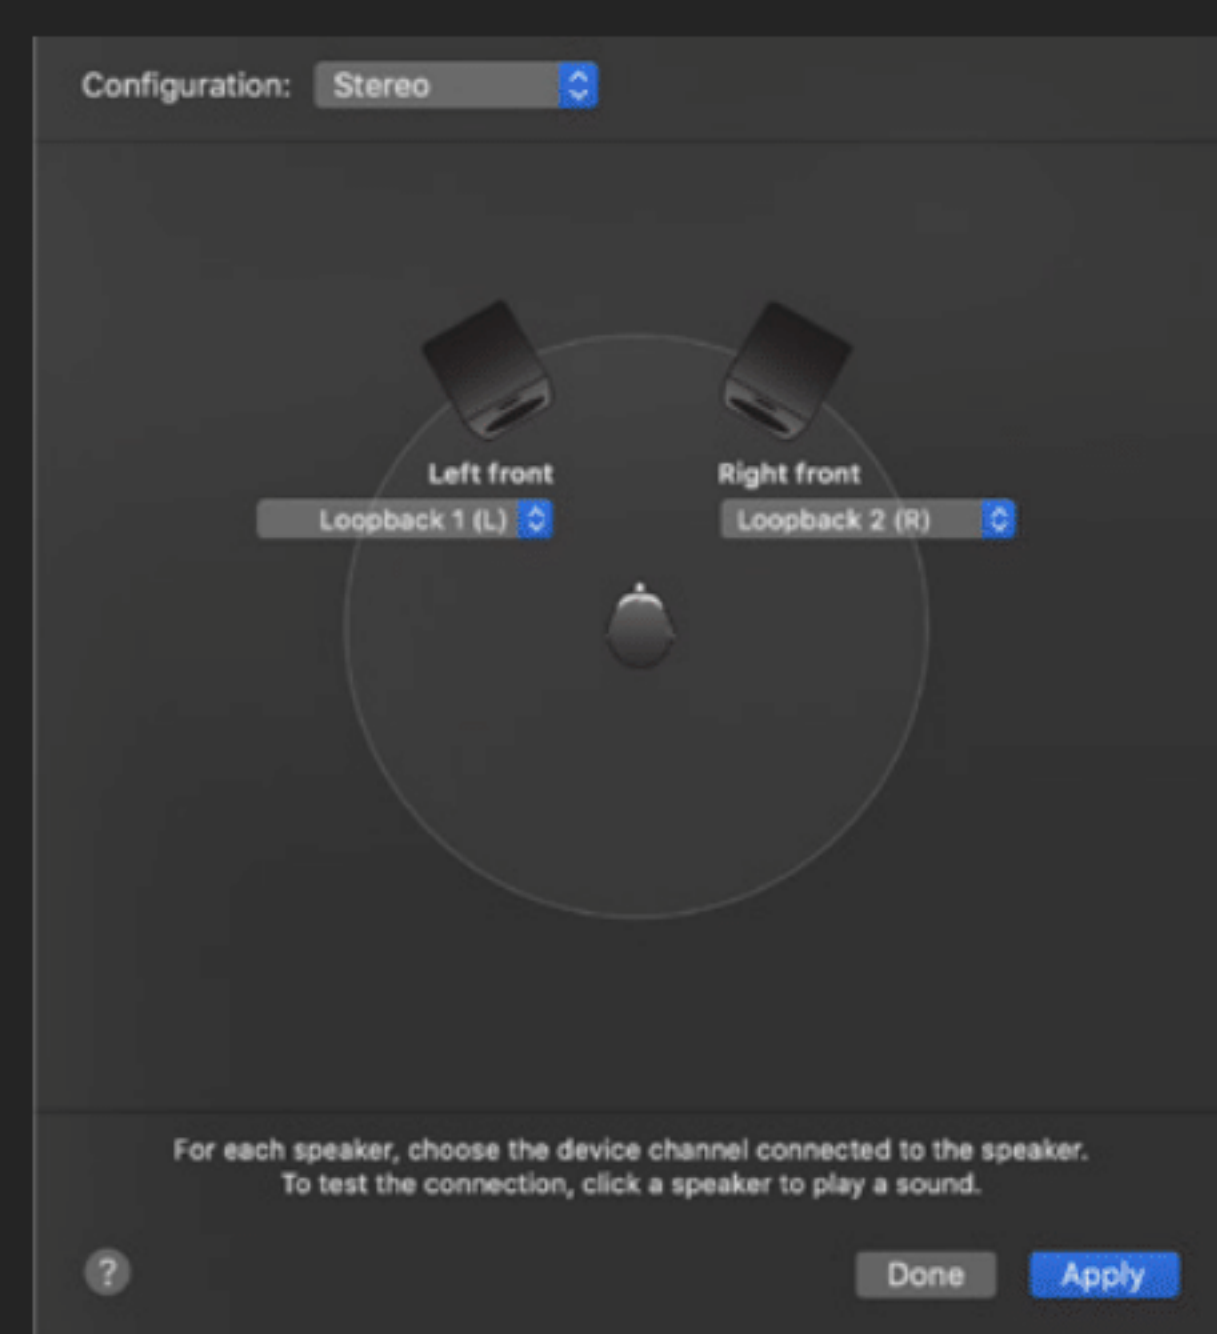 Configuration: Stereo
Left front Right front
Loopback 1 (L) Loopback 2 (R)
For each speaker, choose the device channel connected to the speaker.
To test the connection, click a speaker to play a sound.
? Done Apply